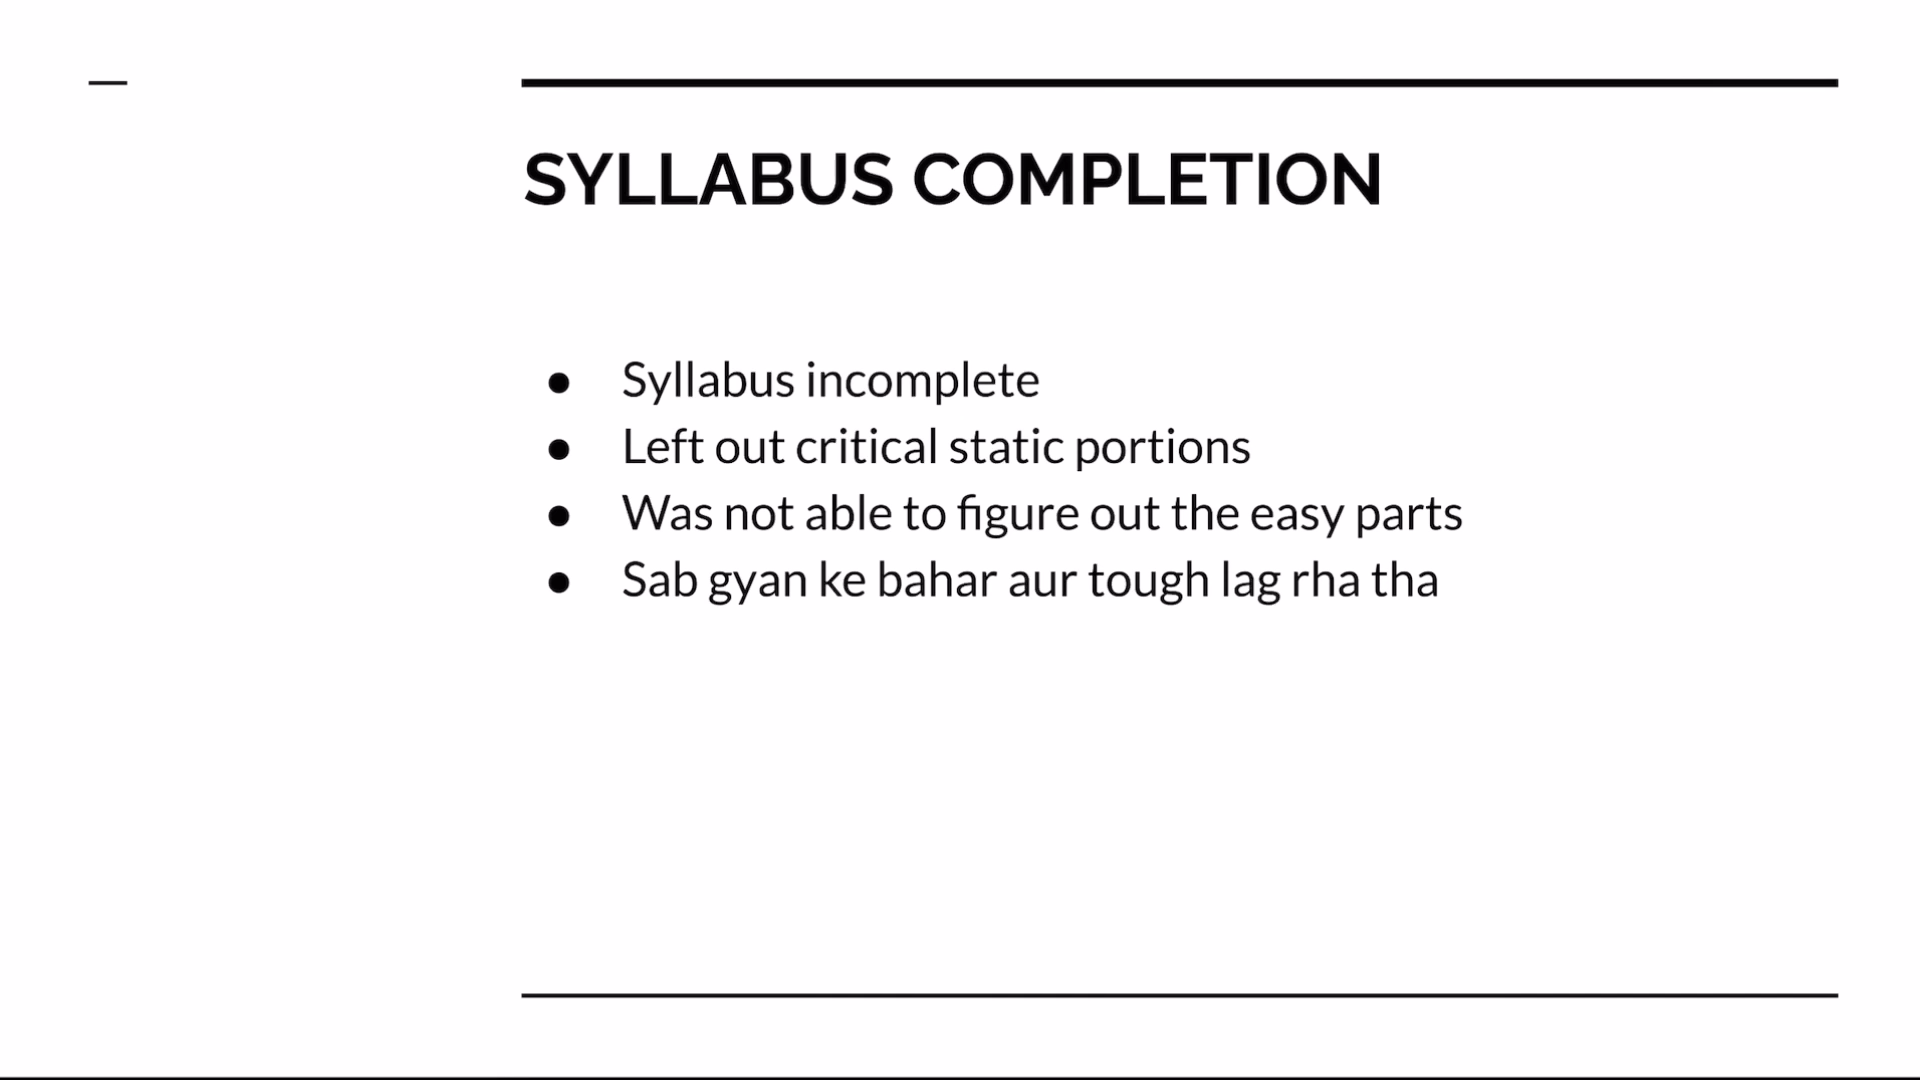 SYLLABUS COMPLETION
● Syllabus incomplete
● Left out critical static portions
● Was not able to figure out the easy parts
● Sab gyan ke bahar aur tough lag rha tha